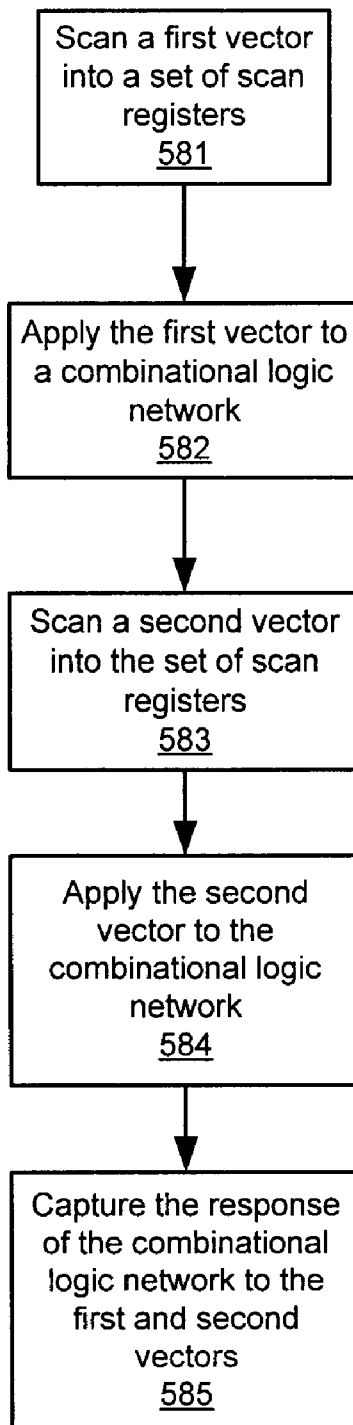 Scan a first vector
into a set of scan
registers
581
Apply the first vector to
a combinational logic
network
582
Scan a second vector
into the set of scan
registers
583
Apply the second
vector to the
combinational logic
network
584
Capture the response
of the combinational
logic network to the
first and second
vectors
585